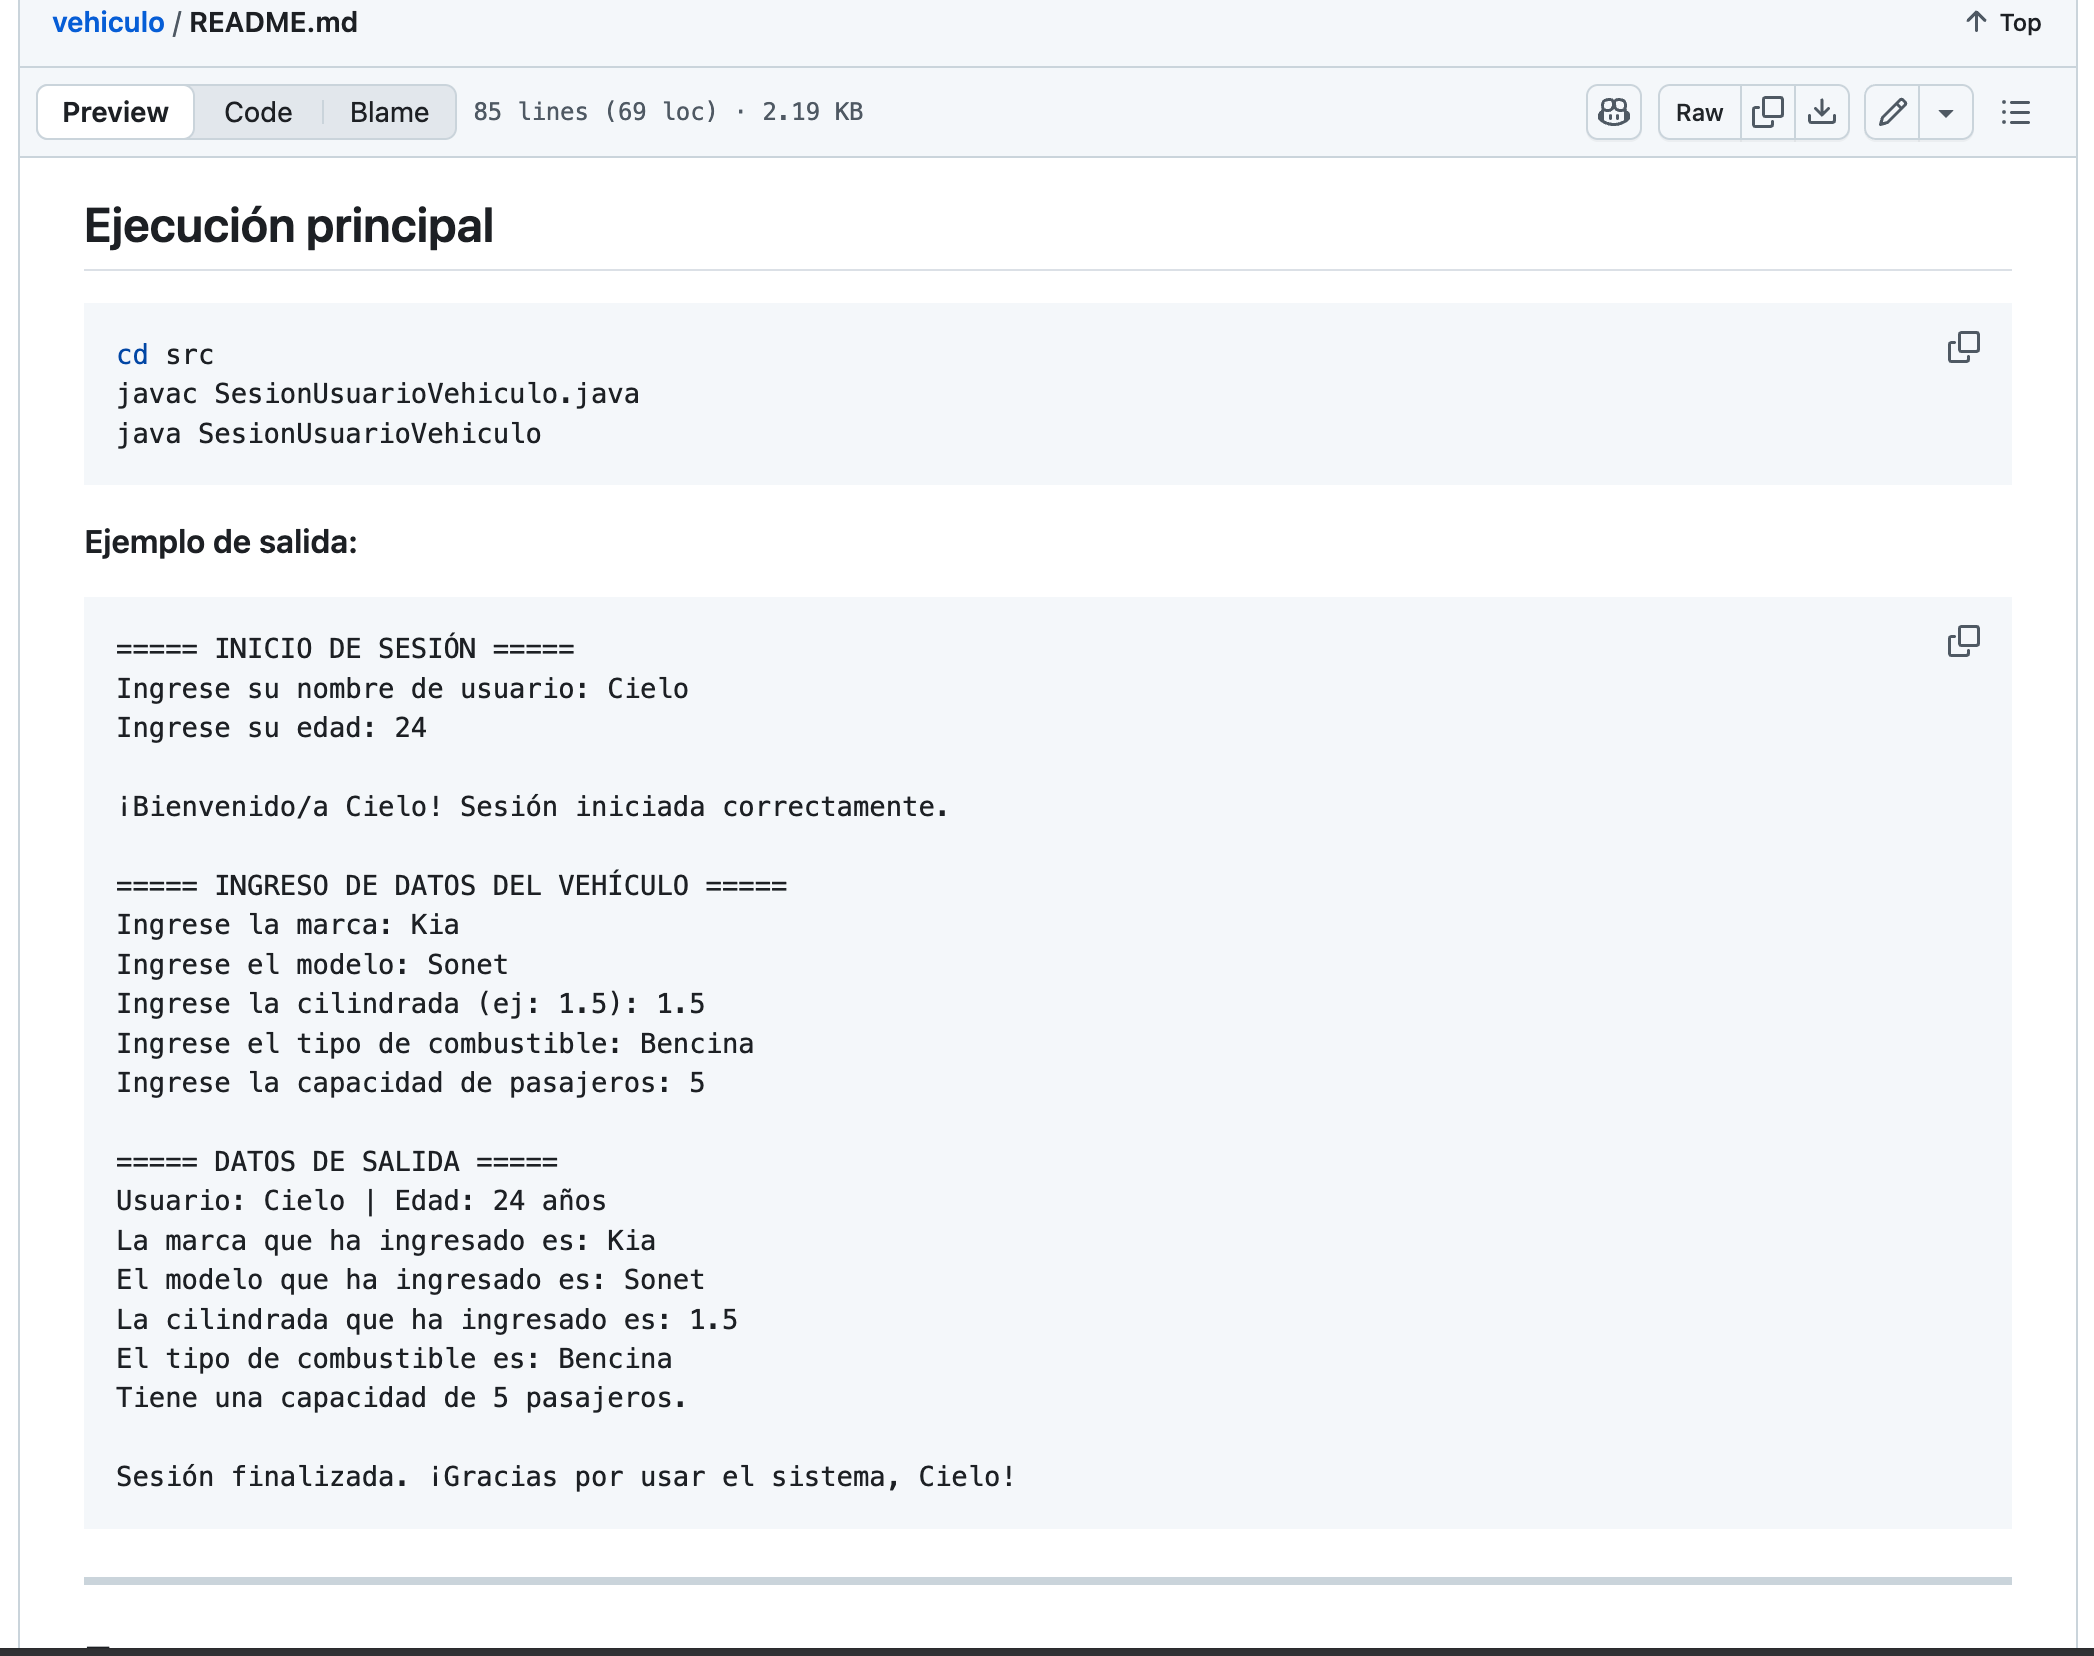 vehiculo / README.md
Top
Preview
Code
Blame
85 lines (69 loc) · 2.19 KB
Raw
Ejecución principal
cd src
javac SesionUsuarioVehiculo.java
java SesionUsuarioVehiculo
Ejemplo de salida:
===== INICIO DE SESIÓN =====
Ingrese su nombre de usuario: Cielo
Ingrese su edad: 24
¡Bienvenido/a Cielo! Sesión iniciada correctamente.
===== INGRESO DE DATOS DEL VEHÍCULO =====
Ingrese la marca: Kia
Ingrese el modelo: Sonet
Ingrese la cilindrada (ej: 1.5): 1.5
Ingrese el tipo de combustible: Bencina
Ingrese la capacidad de pasajeros: 5
===== DATOS DE SALIDA =====
Usuario: Cielo | Edad: 24 años
La marca que ha ingresado es: Kia
El modelo que ha ingresado es: Sonet
La cilindrada que ha ingresado es: 1.5
El tipo de combustible es: Bencina
Tiene una capacidad de 5 pasajeros.
Sesión finalizada. ¡Gracias por usar el sistema, Cielo!